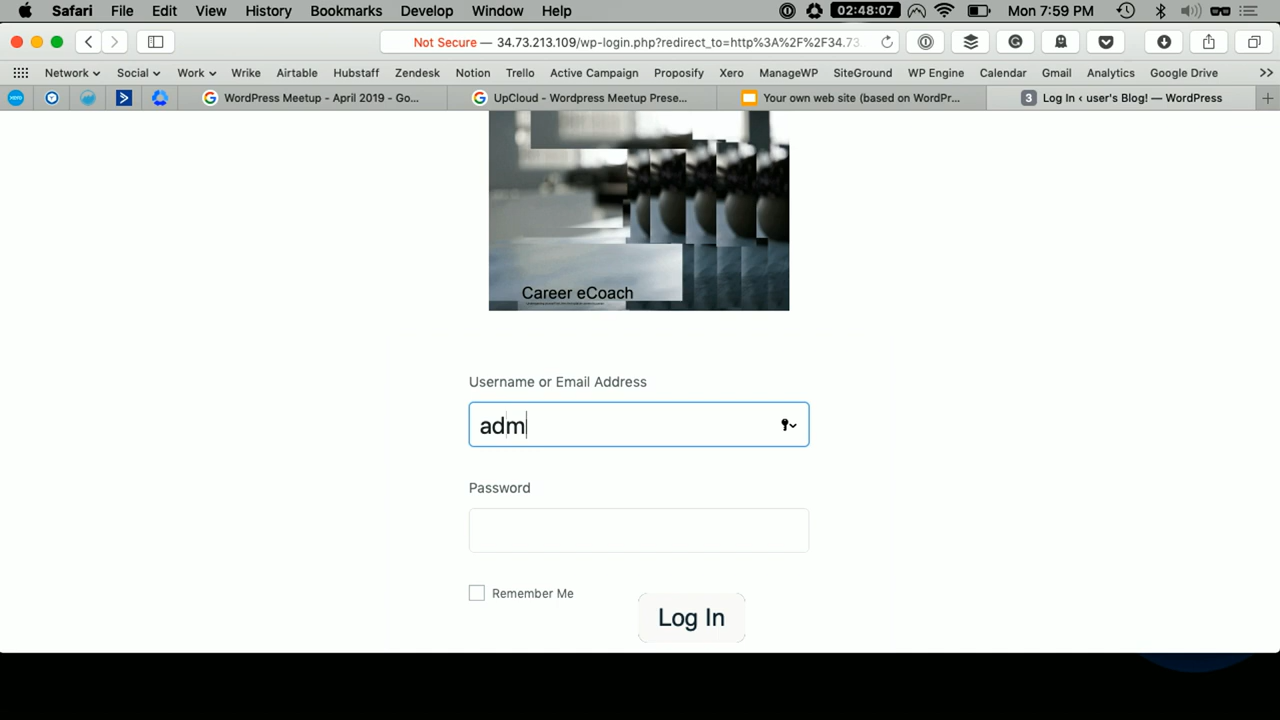 Safari File Edit View History Bookmarks Develop Window Help 02:48:07 Mon 7:59 PM
Not Secure — 34.73.213.109/wp-login.php?redirect_to=http%3A%2F%2F34.73.
Network Social Work Wrike Airtable Hubstaff Zendesk Notion Trello Active Campaign Proposify Xero ManageWP SiteGround WP Engine Calendar Gmail Analytics Google Drive
xero WordPress Meetup - April 2019 - Go... UpCloud - Wordpress Meetup Prese... Your own web site (based on WordPr... 3 Log In ‹ user's Blog! — WordPress
Career eCoach
Username or Email Address
adm
Password
Remember Me
Log In